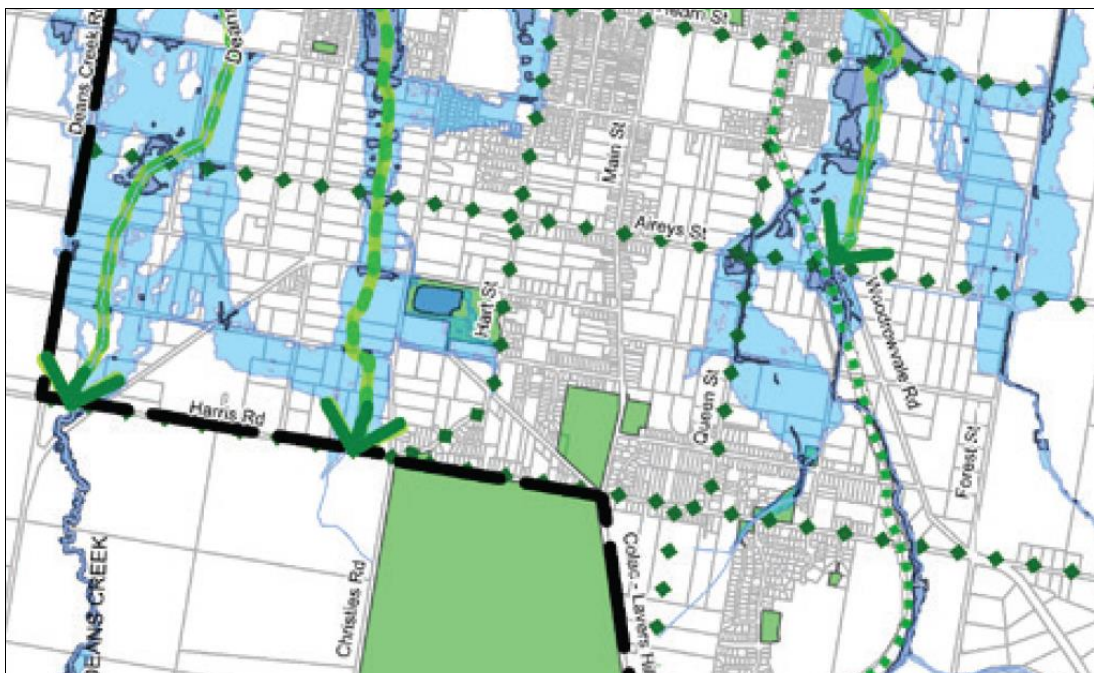 Deans Creek Rd
Deans
Main St
Aireys St
Hart St
Woodrowvale Rd
Harris Rd
Queen St
Forest St
DEANS CREEK
Christies Rd
Colac - Lavers Hil